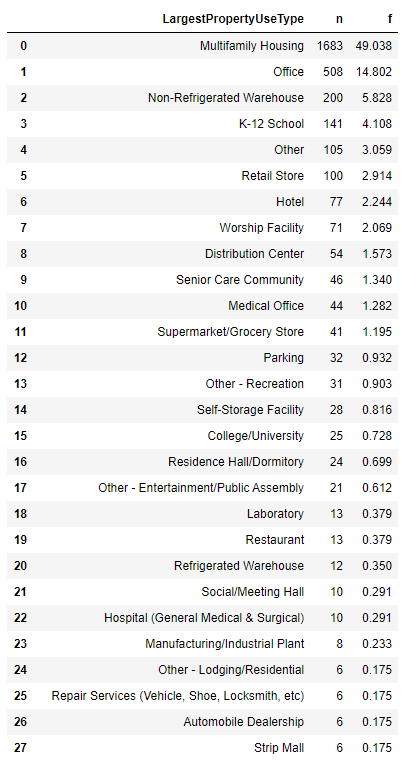 LargestPropertyUseType n f
0 Multifamily Housing 1683 49.038
1 Office 508 14.802
2 Non-Refrigerated Warehouse 200 5.828
3 K-12 School 141 4.108
4 Other 105 3.059
5 Retail Store 100 2.914
6 Hotel 77 2.244
7 Worship Facility 71 2.069
8 Distribution Center 54 1.573
9 Senior Care Community 46 1.340
10 Medical Office 44 1.282
11 Supermarket/Grocery Store 41 1.195
12 Parking 32 0.932
13 Other - Recreation 31 0.903
14 Self-Storage Facility 28 0.816
15 College/University 25 0.728
16 Residence Hall/Dormitory 24 0.699
17 Other - Entertainment/Public Assembly 21 0.612
18 Laboratory 13 0.379
19 Restaurant 13 0.379
20 Refrigerated Warehouse 12 0.350
21 Social/Meeting Hall 10 0.291
22 Hospital (General Medical & Surgical) 10 0.291
23 Manufacturing/Industrial Plant 8 0.233
24 Other - Lodging/Residential 6 0.175
25 Repair Services (Vehicle, Shoe, Locksmith, etc) 6 0.175
26 Automobile Dealership 6 0.175
27 Strip Mall 6 0.175